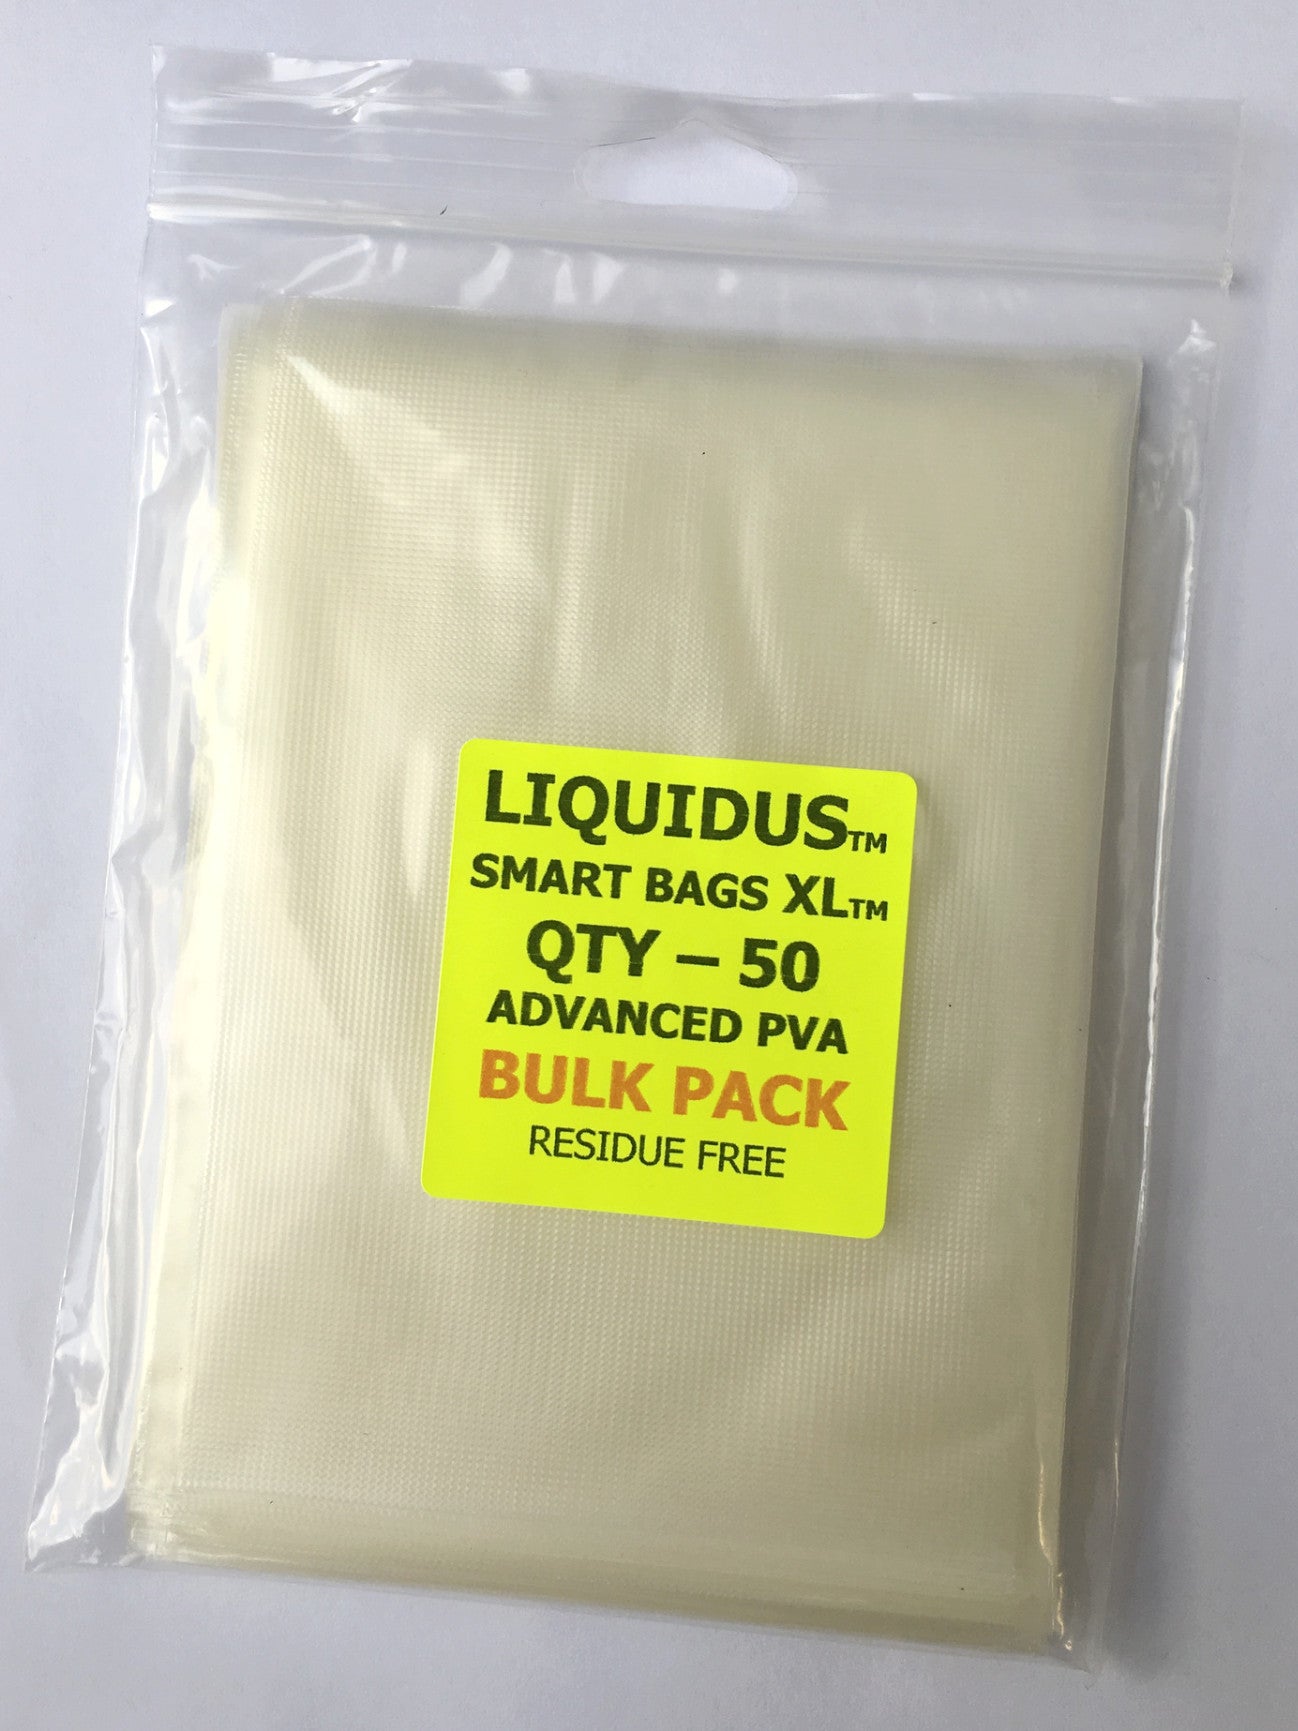 LIQUIDUS™
SMART BAGS XL™
QTY – 50
ADVANCED PVA
BULK PACK
RESIDUE FREE